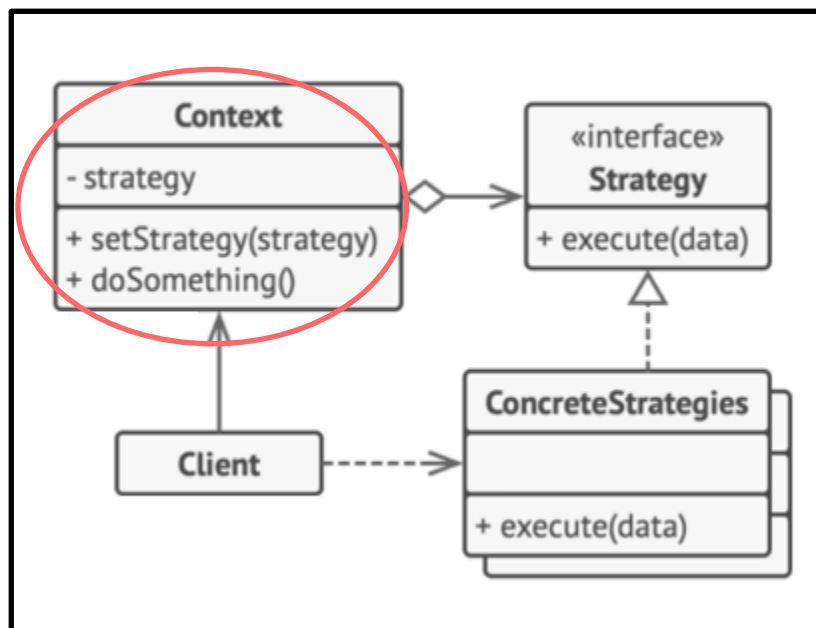 Context
- strategy
+ setStrategy(strategy)
+ doSomething()
«interface»
Strategy
+ execute(data)
Client
ConcreteStrategies
+ execute(data)